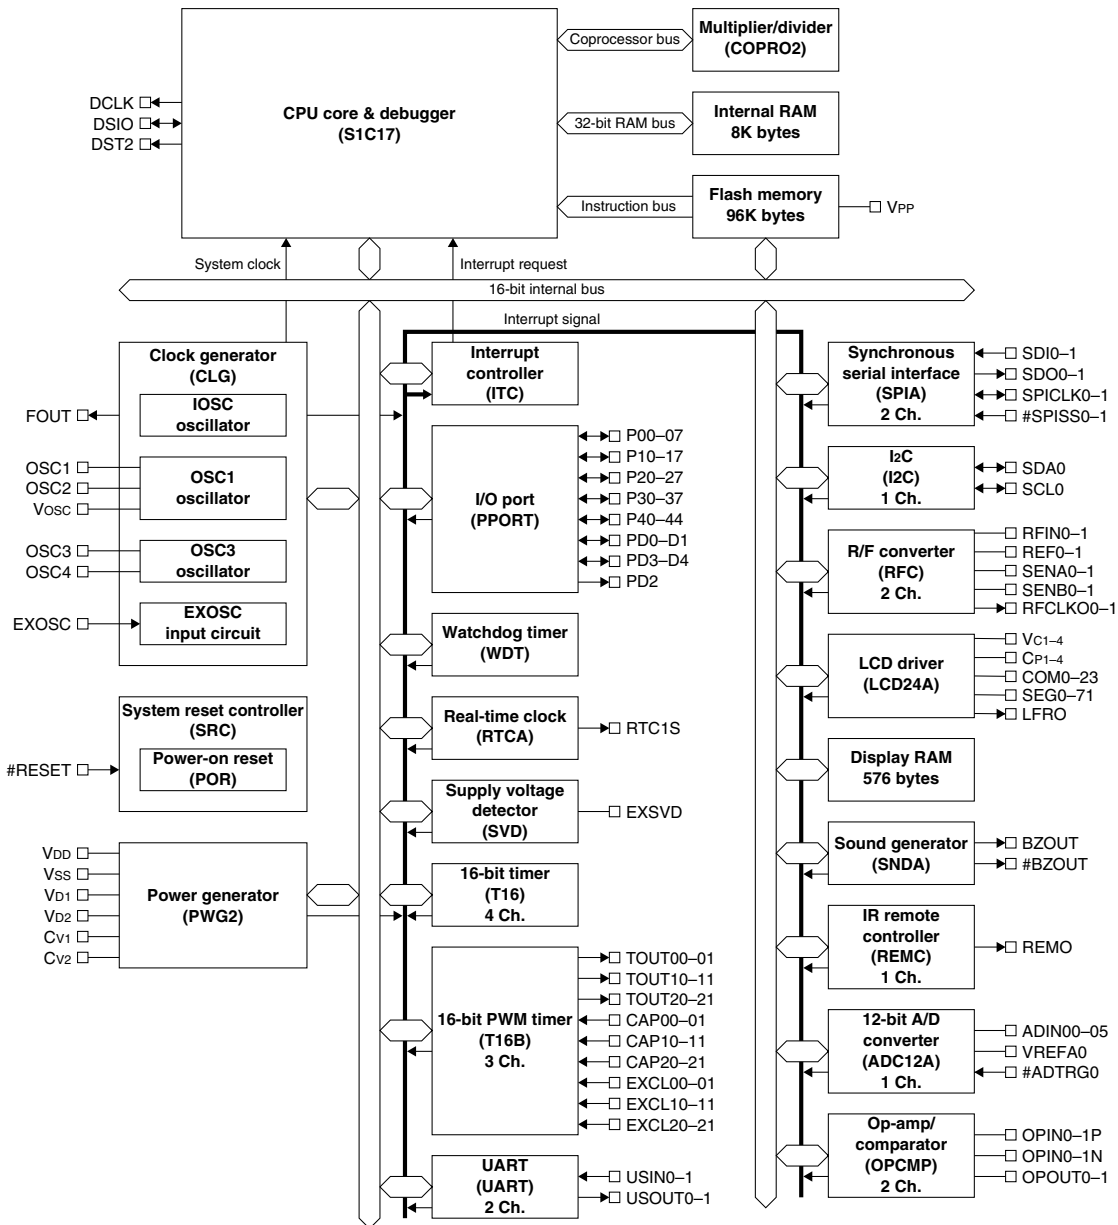 Multiplier/divider
(COPRO2)
Coprocessor bus
CPU core & debugger
(S1C17)
DCLK
DSIO
DST2
32-bit RAM bus
Internal RAM
8K bytes
Instruction bus
Flash memory
96K bytes
VPP
System clock
Interrupt request
16-bit internal bus
Interrupt signal
Clock generator
(CLG)
IOSC
oscillator
FOUT
OSC1
OSC2
VOSC
OSC1
oscillator
OSC3
OSC4
OSC3
oscillator
EXOSC
EXOSC
input circuit
System reset controller
(SRC)
#RESET
Power-on reset
(POR)
VDD
VSS
VD1
VD2
CV1
CV2
Power generator
(PWG2)
Interrupt
controller
(ITC)
I/O port
(PPORT)
P00–07
P10–17
P20–27
P30–37
P40–44
PD0–D1
PD3–D4
PD2
Watchdog timer
(WDT)
Real-time clock
(RTCA)
RTC1S
Supply voltage
detector
(SVD)
EXSVD
16-bit timer
(T16)
4 Ch.
16-bit PWM timer
(T16B)
3 Ch.
TOUT00–01
TOUT10–11
TOUT20–21
CAP00–01
CAP10–11
CAP20–21
EXCL00–01
EXCL10–11
EXCL20–21
UART
(UART)
2 Ch.
USIN0–1
USOUT0–1
Synchronous
serial interface
(SPIA)
2 Ch.
SDI0–1
SDO0–1
SPICLK0–1
#SPISS0–1
I2C
(I2C)
1 Ch.
SDA0
SCL0
R/F converter
(RFC)
2 Ch.
RFIN0–1
REF0–1
SENA0–1
SENB0–1
RFCLKO0–1
LCD driver
(LCD24A)
VC1–4
CP1–4
COM0–23
SEG0–71
LFRO
Display RAM
576 bytes
Sound generator
(SNDA)
BZOUT
#BZOUT
IR remote
controller
(REMC)
1 Ch.
REMO
12-bit A/D
converter
(ADC12A)
1 Ch.
ADIN00–05
VREFA0
#ADTRG0
Op-amp/
comparator
(OPCMP)
2 Ch.
OPIN0–1P
OPIN0–1N
OPOUT0–1